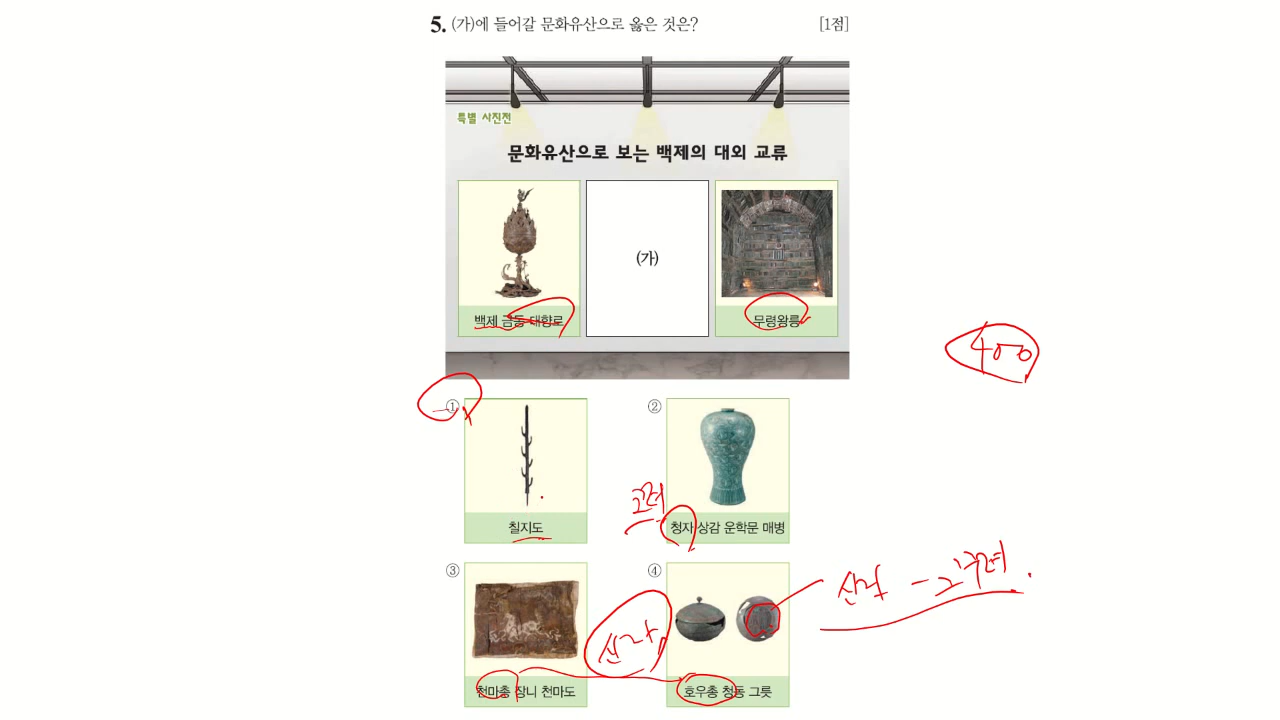 5. (가)에 들어갈 문화유산으로 옳은 것은? [1점]
특별 사진전
문화유산으로 보는 백제의 대외 교류
백제 금동 대향로
(가)
무령왕릉
400
①
칠지도
②
고려
청자 상감 운학문 매병
③
천마총 장니 천마도
④
신라
호우총 청동 그릇
신라 - 고구려